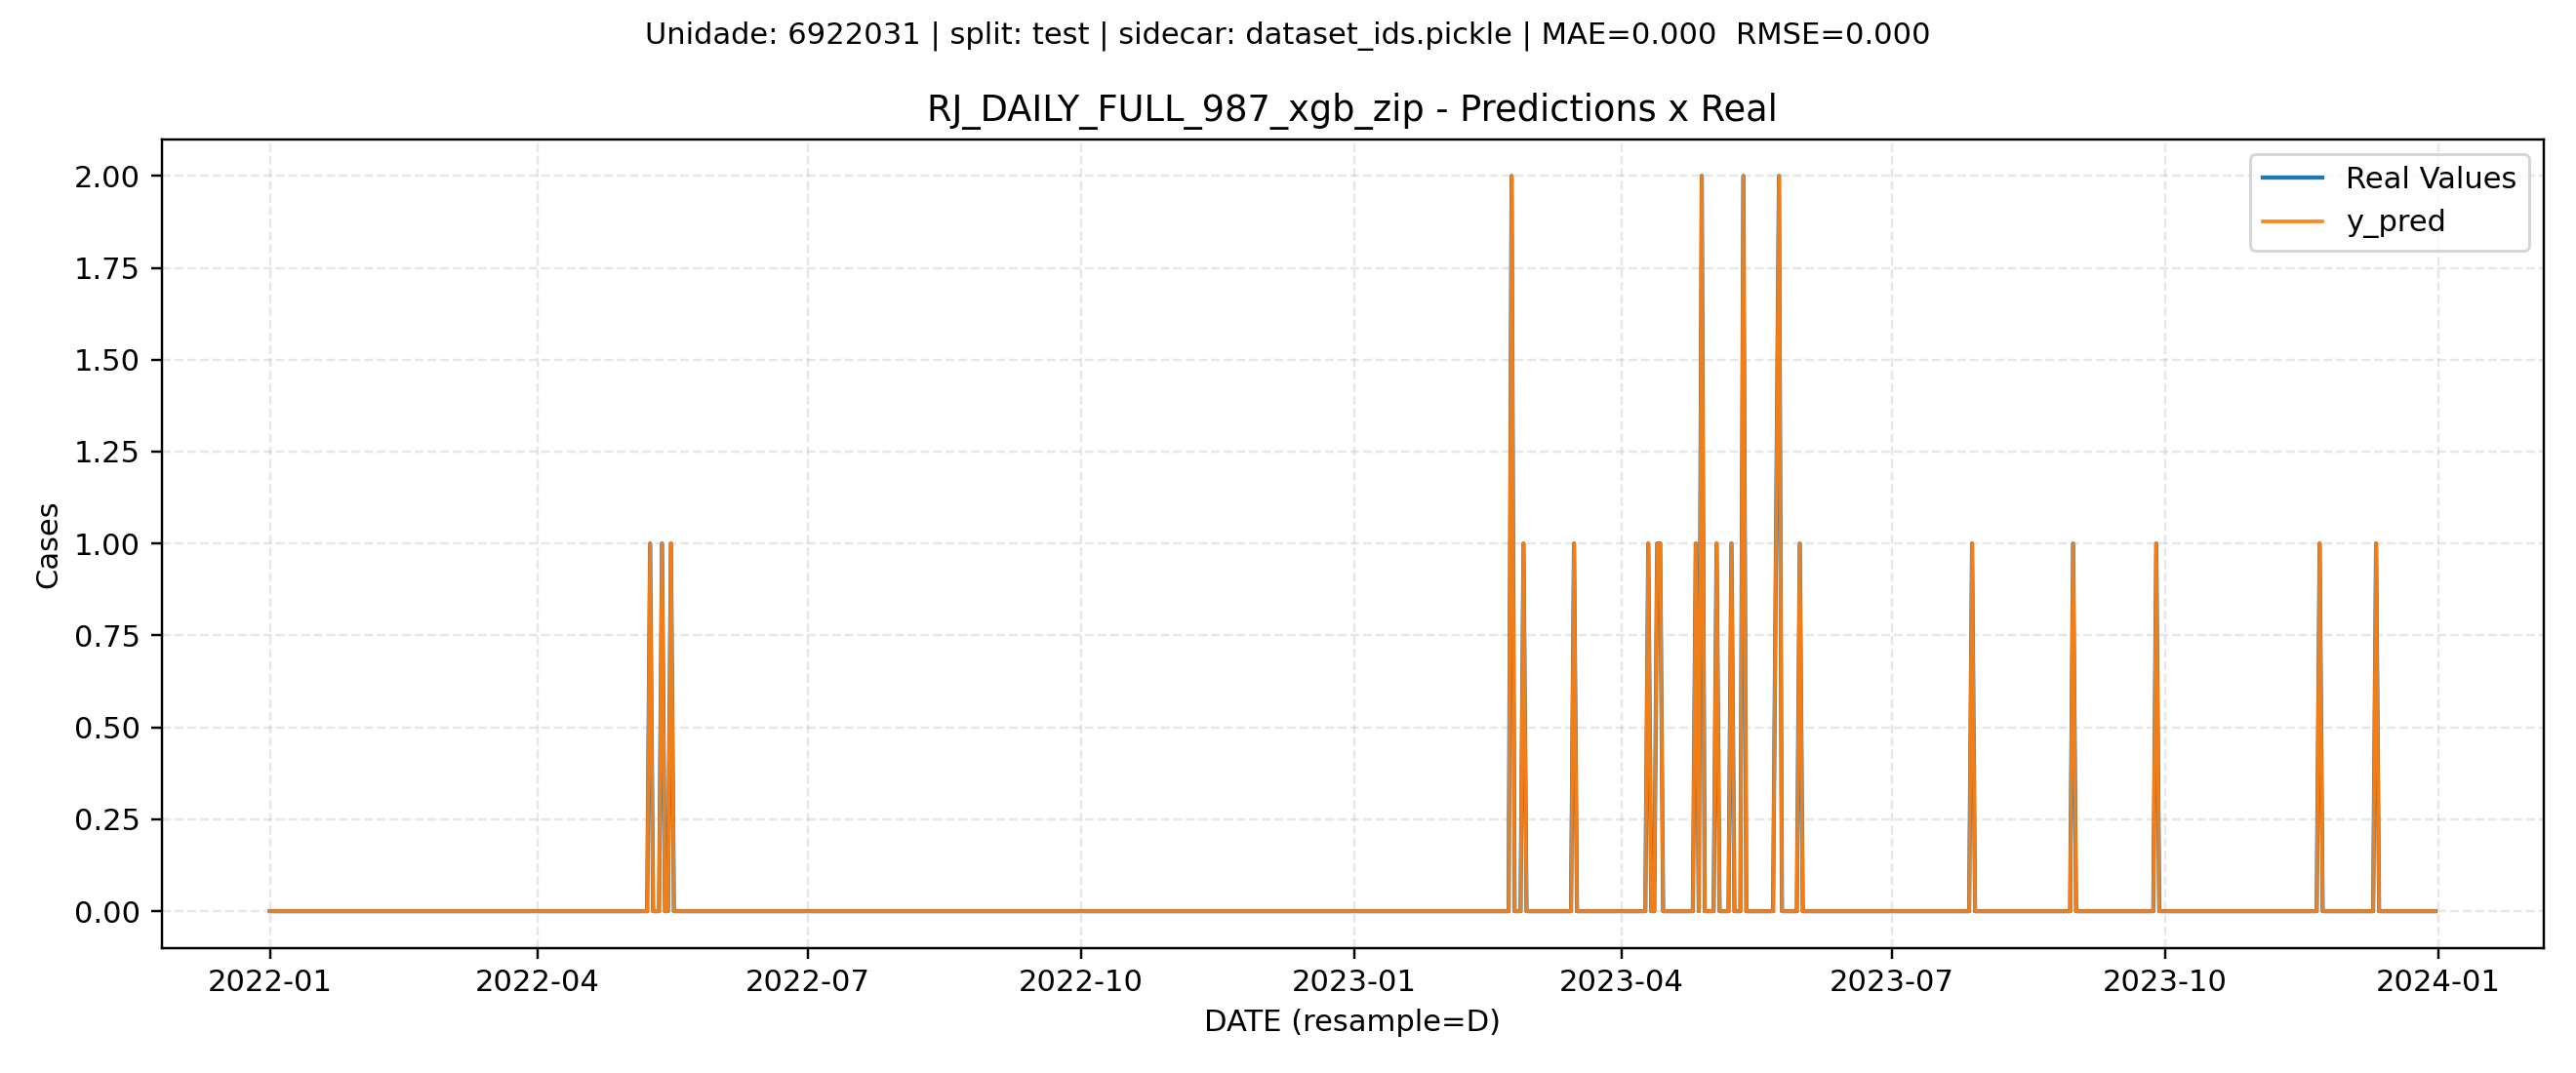 Unidade: 6922031 | split: test | sidecar: dataset_ids.pickle | MAE=0.000  RMSE=0.000
RJ_DAILY_FULL_987_xgb_zip - Predictions x Real
Real Values
y_pred
2.00
1.75
1.50
1.25
1.00
0.75
0.50
0.25
0.00
Cases
2022-01 2022-04 2022-07 2022-10 2023-01 2023-04 2023-07 2023-10 2024-01
DATE (resample=D)